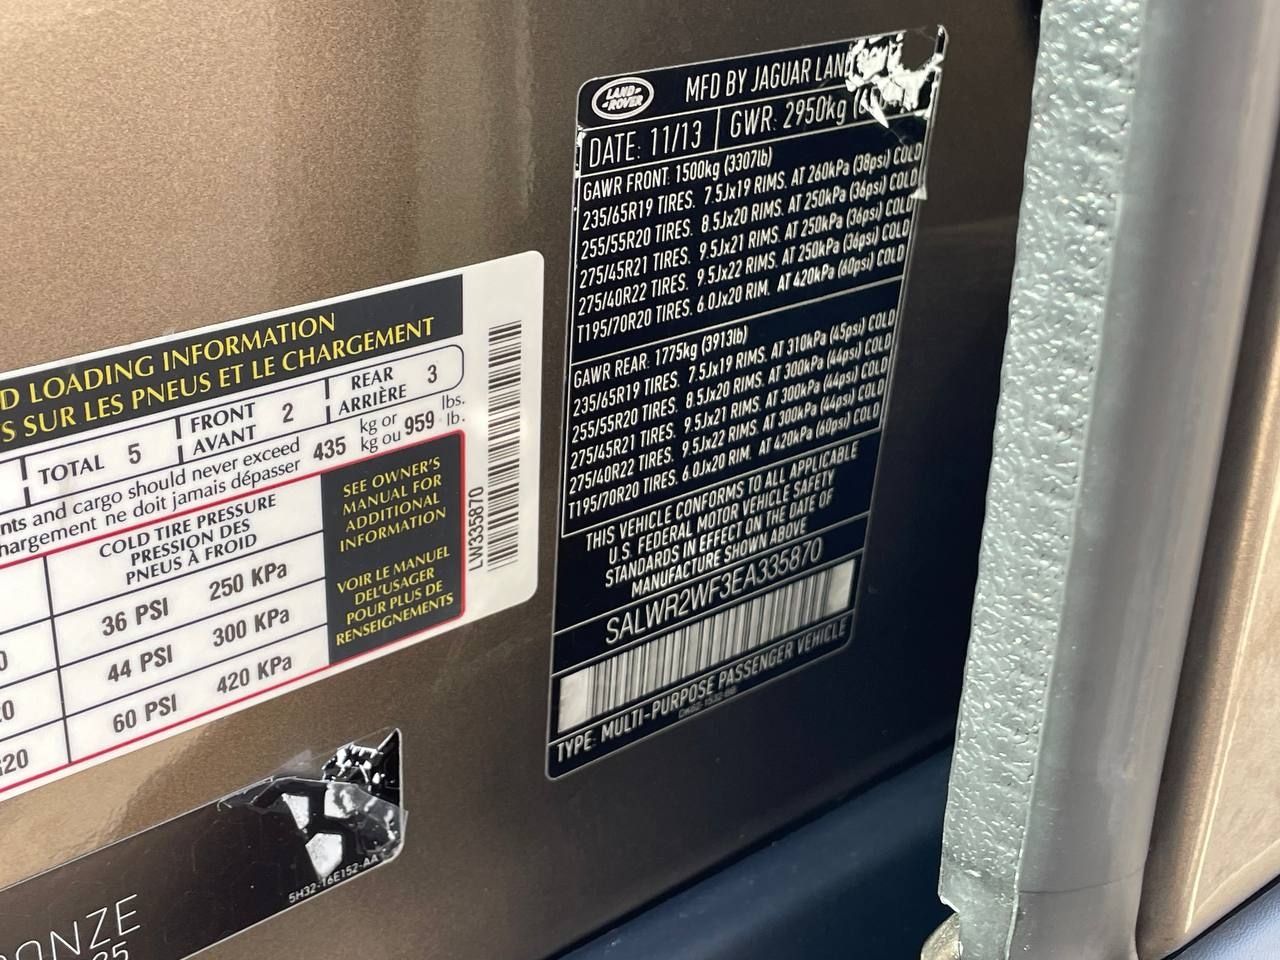 D LOADING INFORMATION
S SUR LES PNEUS ET LE CHARGEMENT
TOTAL 5
FRONT
AVANT
2
REAR
ARRIÈRE
3
nts and cargo should never exceed
hargement ne doit jamais dépasser
435
kg or
kg ou
959
lbs.
lb.
COLD TIRE PRESSURE
PRESSION DES
PNEUS À FROID
36 PSI 250 KPa
44 PSI 300 KPa
60 PSI 420 KPa
0
20
R20
SEE OWNER'S
MANUAL FOR
ADDITIONAL
INFORMATION
VOIR LE MANUEL
DEL'USAGER
POUR PLUS DE
RENSEIGNEMENTS
LW335870
LAND-
-ROVER
MFD BY JAGUAR LAND
DATE: 11/13
GWR: 2950kg (6
GAWR FRONT: 1500kg (3307lb)
235/65R19 TIRES. 7.5Jx19 RIMS. AT 260kPa (38psi) COLD
255/55R20 TIRES. 8.5Jx20 RIMS. AT 250kPa (36psi) COLD
275/45R21 TIRES. 9.5Jx21 RIMS. AT 250kPa (36psi) COLD
275/40R22 TIRES. 9.5Jx22 RIMS. AT 250kPa (36psi) COLD
T195/70R20 TIRES. 6.0Jx20 RIM. AT 420kPa (60psi) COLD
GAWR REAR: 1775kg (3913lb)
235/65R19 TIRES. 7.5Jx19 RIMS. AT 310kPa (45psi) COLD
255/55R20 TIRES. 8.5Jx20 RIMS. AT 300kPa (44psi) COLD
275/45R21 TIRES. 9.5Jx21 RIMS. AT 300kPa (44psi) COLD
275/40R22 TIRES. 9.5Jx22 RIMS. AT 300kPa (44psi) COLD
T195/70R20 TIRES. 6.0Jx20 RIM. AT 420kPa (60psi) COLD
THIS VEHICLE CONFORMS TO ALL APPLICABLE
U.S. FEDERAL MOTOR VEHICLE SAFETY
STANDARDS IN EFFECT ON THE DATE OF
MANUFACTURE SHOWN ABOVE
SALWR2WF3EA335870
TYPE: MULTI-PURPOSE PASSENGER VEHICLE
5H32-16E152-AA
ONZE